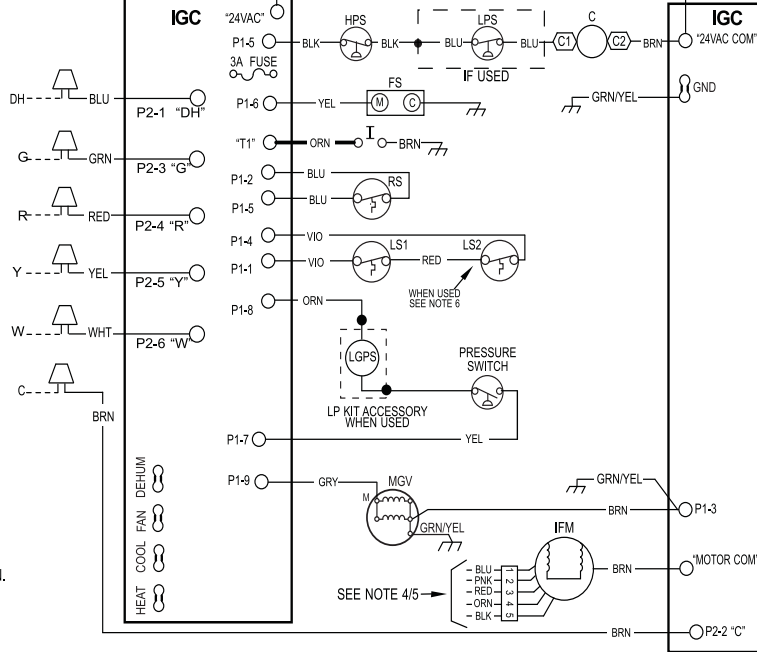 IGC
"24VAC"
HPS
LPS
C
IGC
P1-5
BLK
BLK
BLU
BLU
C1
C2
BRN
"24VAC COM"
3A FUSE
IF USED
FS
GND
DH
BLU
P2-1 "DH"
P1-6
YEL
M
C
GRN/YEL
"T1"
ORN
I
BRN
G
GRN
P2-3 "G"
P1-2
BLU
RS
P1-5
BLU
R
RED
P2-4 "R"
P1-4
VIO
LS1
LS2
P1-1
VIO
RED
Y
YEL
P2-5 "Y"
WHEN USED
SEE NOTE 6
P1-8
ORN
W
WHT
P2-6 "W"
LGPS
PRESSURE
SWITCH
C
BRN
LP KIT ACCESSORY
WHEN USED
P1-7
YEL
DEHUM
FAN
COOL
HEAT
P1-9
GRY
M
MGV
GRN/YEL
GRN/YEL
BRN
P1-3
IFM
SEE NOTE 4/5
BLU
PNK
RED
ORN
BLK
1
2
3
4
5
BRN
"MOTOR COM"
BRN
P2-2 "C"